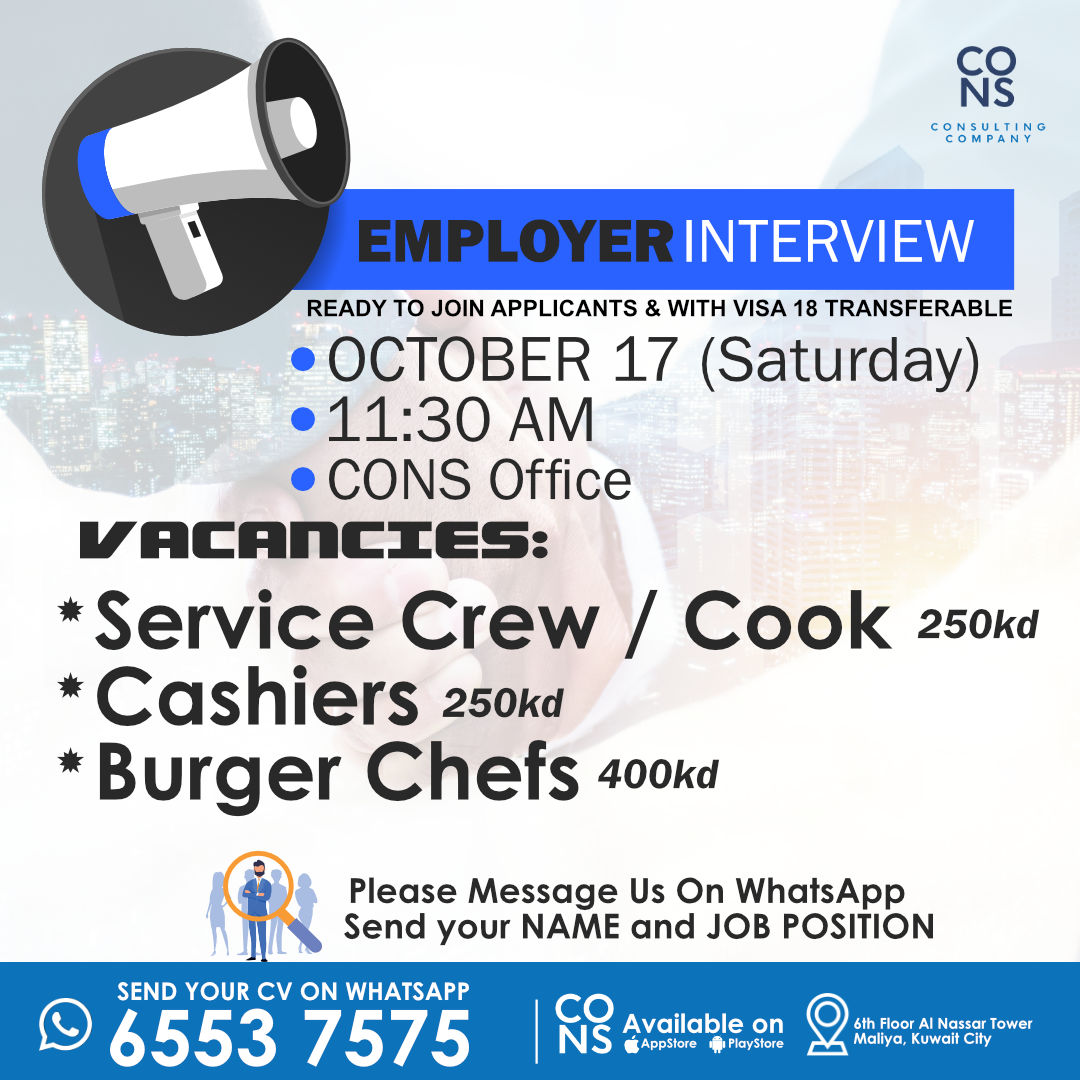 CO
NS
CONSULTING
COMPANY
EMPLOYER INTERVIEW
READY TO JOIN APPLICANTS & WITH VISA 18 TRANSFERABLE
• OCTOBER 17 (Saturday)
• 11:30 AM
• CONS Office
VACANCIES:
* Service Crew / Cook 250kd
* Cashiers 250kd
* Burger Chefs 400kd
Please Message Us On WhatsApp
Send your NAME and JOB POSITION
SEND YOUR CV ON WHATSAPP
6553 7575
CO
NS
Available on
AppStore PlayStore
6th Floor Al Nassar Tower
Maliya, Kuwait City